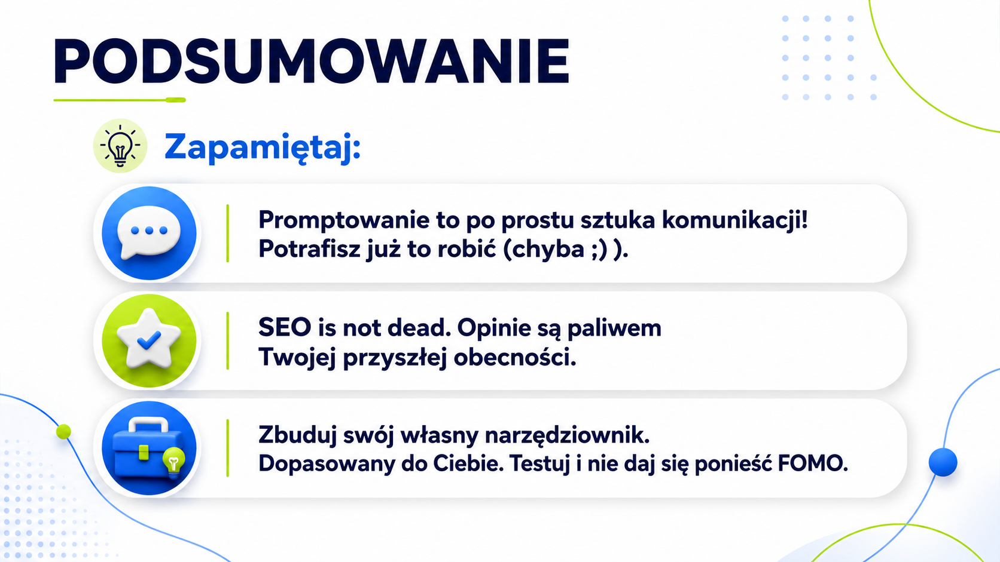 PODSUMOWANIE
Zapamiętaj:
Promptowanie to po prostu sztuka komunikacji!
Potrafisz już to robić (chyba ;) ).
SEO is not dead. Opinie są paliwem
Twojej przyszłej obecności.
Zbuduj swój własny narzędziownik.
Dopasowany do Ciebie. Testuj i nie daj się ponieść FOMO.